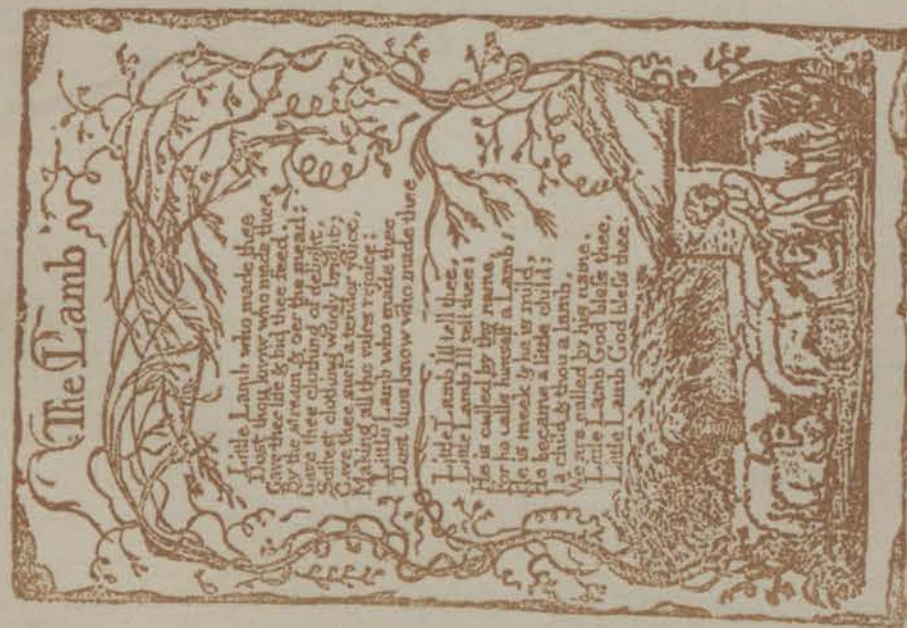 The Lamb
Little Lamb who made thee
Dost thou know who made thee
Gave thee life & bid thee feed,
By the stream & o'er the mead;
Gave thee clothing of delight,
Softest clothing wooly bright;
Gave thee such a tender voice,
Making all the vales rejoice:
Little Lamb who made thee
Dost thou know who made thee
Little Lamb I'll tell thee,
Little Lamb I'll tell thee;
He is called by thy name,
For he calls himself a Lamb:
He is meek & he is mild,
He became a little child:
I a child & thou a lamb,
We are called by his name.
Little Lamb God bless thee.
Little Lamb God bless thee.